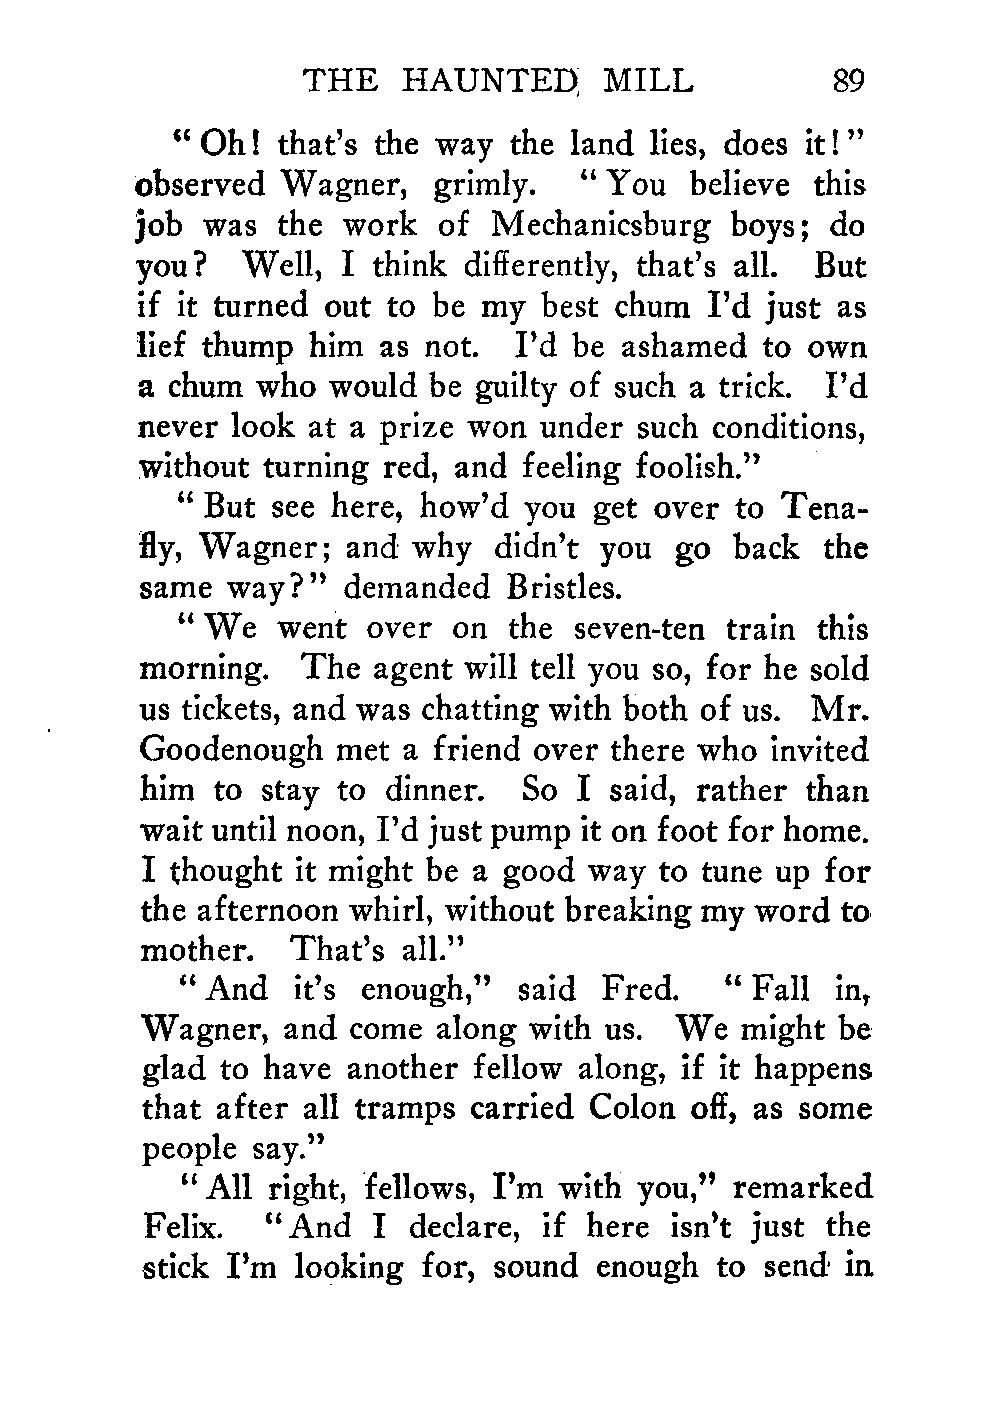 THE HAUNTED MILL 89
“Oh! that’s the way the land lies, does it!”
observed Wagner, grimly. “You believe this
job was the work of Mechanicsburg boys; do
you? Well, I think differently, that’s all. But
if it turned out to be my best chum I’d just as
lief thump him as not. I’d be ashamed to own
a chum who would be guilty of such a trick. I’d
never look at a prize won under such conditions,
without turning red, and feeling foolish.”
“But see here, how’d you get over to Tena-
fly, Wagner; and why didn’t you go back the
same way?” demanded Bristles.
“We went over on the seven-ten train this
morning. The agent will tell you so, for he sold
us tickets, and was chatting with both of us. Mr.
Goodenough met a friend over there who invited
him to stay to dinner. So I said, rather than
wait until noon, I’d just pump it on foot for home.
I thought it might be a good way to tune up for
the afternoon whirl, without breaking my word to
mother. That’s all.”
“And it’s enough,” said Fred. “Fall in,
Wagner, and come along with us. We might be
glad to have another fellow along, if it happens
that after all tramps carried Colon off, as some
people say.”
“All right, fellows, I’m with you,” remarked
Felix. “And I declare, if here isn’t just the
stick I’m looking for, sound enough to send in